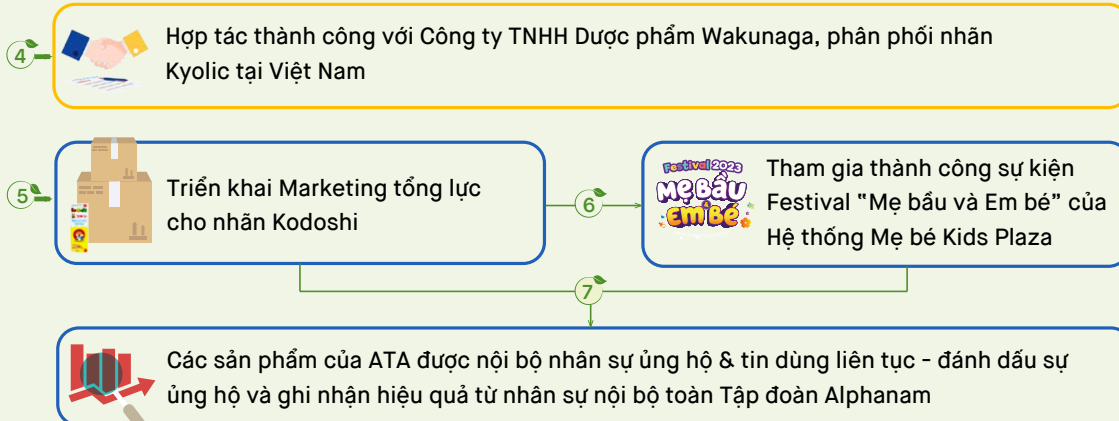 4
Hợp tác thành công với Công ty TNHH Dược phẩm Wakunaga, phân phối nhãn
Kyolic tại Việt Nam
5
Triển khai Marketing tổng lực
cho nhãn Kodoshi
6
Festival 2023
MẸ BẦU
EM BÉ
Tham gia thành công sự kiện
Festival "Mẹ bầu và Em bé" của
Hệ thống Mẹ bé Kids Plaza
7
Các sản phẩm của ATA được nội bộ nhân sự ủng hộ & tin dùng liên tục - đánh dấu sự
ủng hộ và ghi nhận hiệu quả từ nhân sự nội bộ toàn Tập đoàn Alphanam